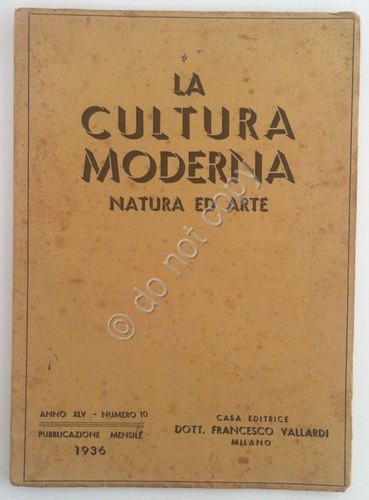 LA
CULTURA
MODERNA
NATURA ED ARTE
© do not copy
ANNO XLV - NUMERO 10
PUBBLICAZIONE MENSILE
1936
CASA EDITRICE
DOTT. FRANCESCO VALLARDI
MILANO